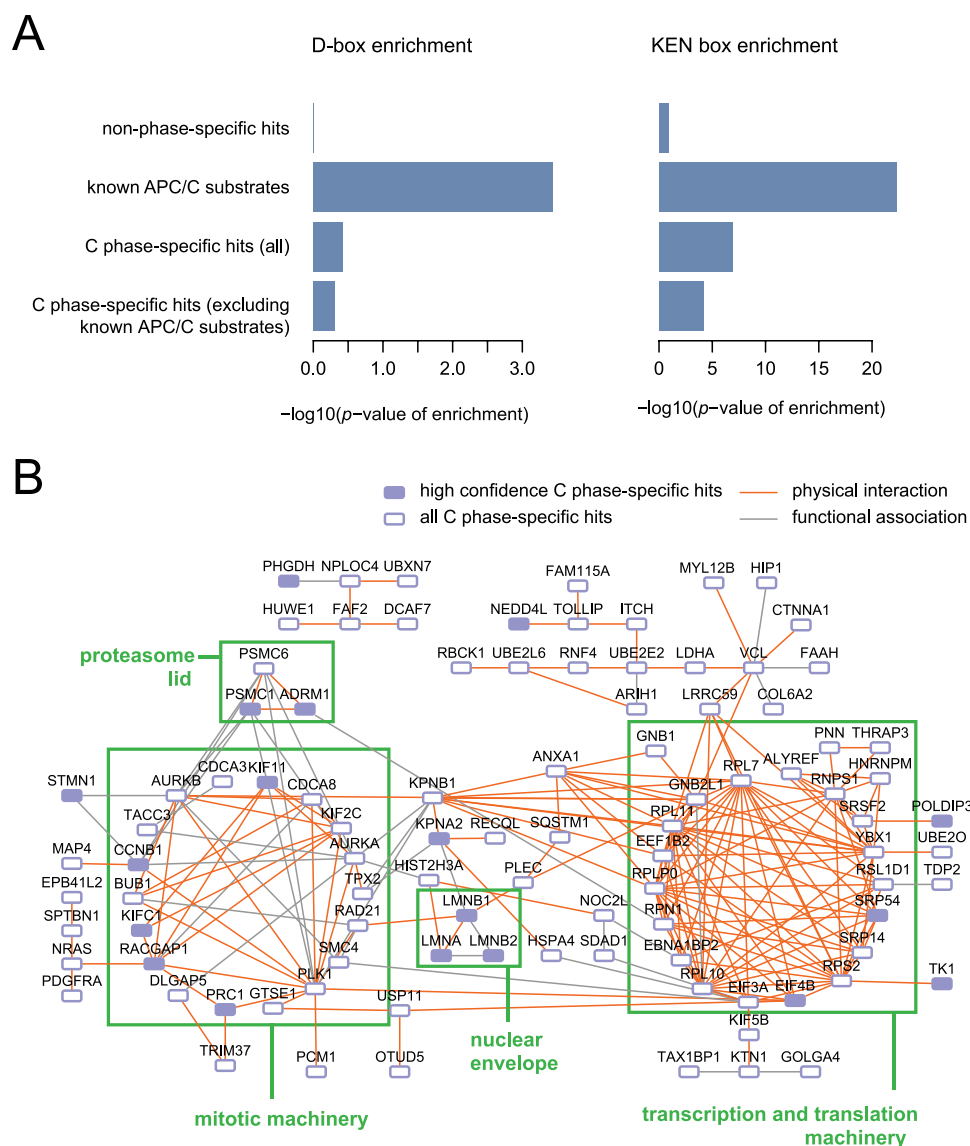 A
D-box enrichment
KEN box enrichment
non-phase-specific hits
known APC/C substrates
C phase-specific hits (all)
C phase-specific hits (excluding
known APC/C substrates)
0.0 1.0 2.0 3.0
0 5 10 15 20
−log10(p−value of enrichment)
−log10(p−value of enrichment)
B
high confidence C phase-specific hits
physical interaction
all C phase-specific hits
functional association
PHGDH NPLOC4 UBXN7
HUWE1 FAF2 DCAF7
FAM115A
NEDD4L TOLLIP ITCH
MYL12B HIP1
CTNNA1
RBCK1 UBE2L6 RNF4 UBE2E2 LDHA VCL FAAH
ARIH1 LRRC59 COL6A2
proteasome
lid
PSMC6
PSMC1 ADRM1
STMN1
AURKB CDCA3 KIF11
CDCA8
TACC3 KIF2C
MAP4 CCNB1 AURKA
EPB41L2 BUB1 TPX2
SPTBN1 KIFC1 RAD21
NRAS RACGAP1 SMC4
PDGFRA DLGAP5 PLK1
PRC1 GTSE1
TRIM37 PCM1
USP11
OTUD5
mitotic machinery
KPNB1
ANXA1
KPNA2 RECQL SQSTM1
HIST2H3A PLEC
LMNB1
LMNA LMNB2
NOC2L
HSPA4 SDAD1
nuclear
envelope
GNB1 PNN THRAP3
RPL7 ALYREF
RNPS1 HNRNPM
GNB2L1
RPL11 SRSF2 POLDIP3
EEF1B2 YBX1 UBE2O
RPLP0 RSL1D1 TDP2
RPN1 SRP54
EBNA1BP2 SRP14
RPL10 RPS2 TK1
EIF3A EIF4B
KIF5B
TAX1BP1 KTN1 GOLGA4
transcription and translation
machinery